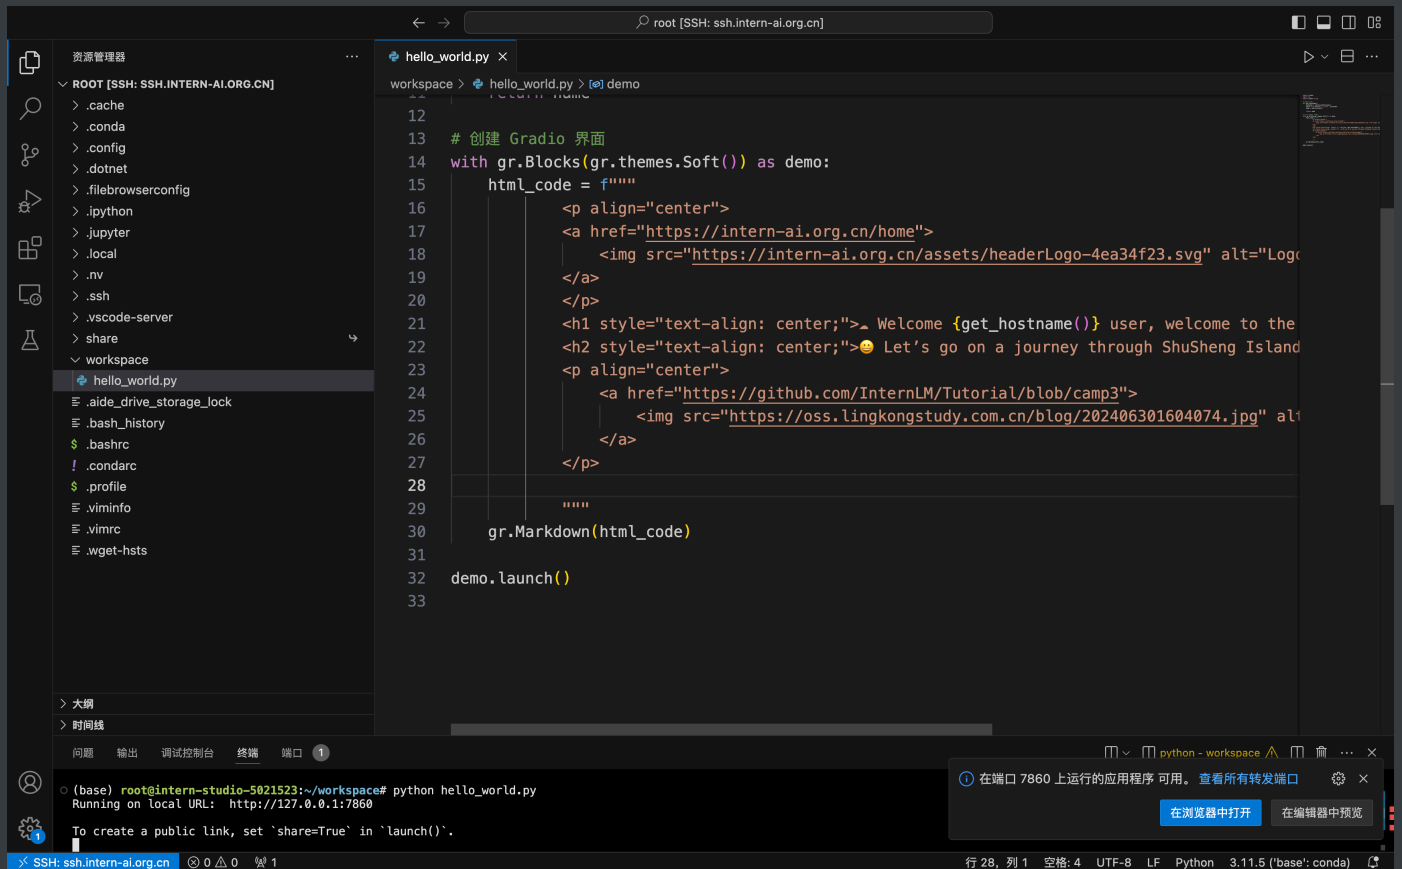 root [SSH: ssh.intern-ai.org.cn]
资源管理器
ROOT [SSH: SSH.INTERN-AI.ORG.CN]
.cache
.conda
.config
.dotnet
.filebrowserconfig
.ipython
.jupyter
.local
.nv
.ssh
.vscode-server
share
workspace
hello_world.py
.aide_drive_storage_lock
.bash_history
$ .bashrc
! .condarc
$ .profile
.viminfo
.vimrc
.wget-hsts
大纲
时间线
hello_world.py
workspace > hello_world.py > demo
11 return name
12
13 # 创建 Gradio 界面
14 with gr.Blocks(gr.themes.Soft()) as demo:
15 html_code = f"""
16 <p align="center">
17 <a href="https://intern-ai.org.cn/home">
18 <img src="https://intern-ai.org.cn/assets/headerLogo-4ea34f23.svg" alt="Logo
19 </a>
20 </p>
21 <h1 style="text-align: center;">☁️ Welcome {get_hostname()} user, welcome to the
22 <h2 style="text-align: center;">😀 Let’s go on a journey through ShuSheng Island
23 <p align="center">
24 <a href="https://github.com/InternLM/Tutorial/blob/camp3">
25 <img src="https://oss.lingkongstudy.com.cn/blog/202406301604074.jpg" alt
26 </a>
27 </p>
28
29 """
30 gr.Markdown(html_code)
31
32 demo.launch()
33
问题 输出 调试控制台 终端 端口 1
python - workspace
(base) root@intern-studio-5021523:~/workspace# python hello_world.py
Running on local URL: http://127.0.0.1:7860
To create a public link, set `share=True` in `launch()`.
在端口 7860 上运行的应用程序 可用。 查看所有转发端口
在浏览器中打开 在编辑器中预览
1
SSH: ssh.intern-ai.org.cn 0 0 1 行 28，列 1 空格: 4 UTF-8 LF Python 3.11.5 ('base': conda)